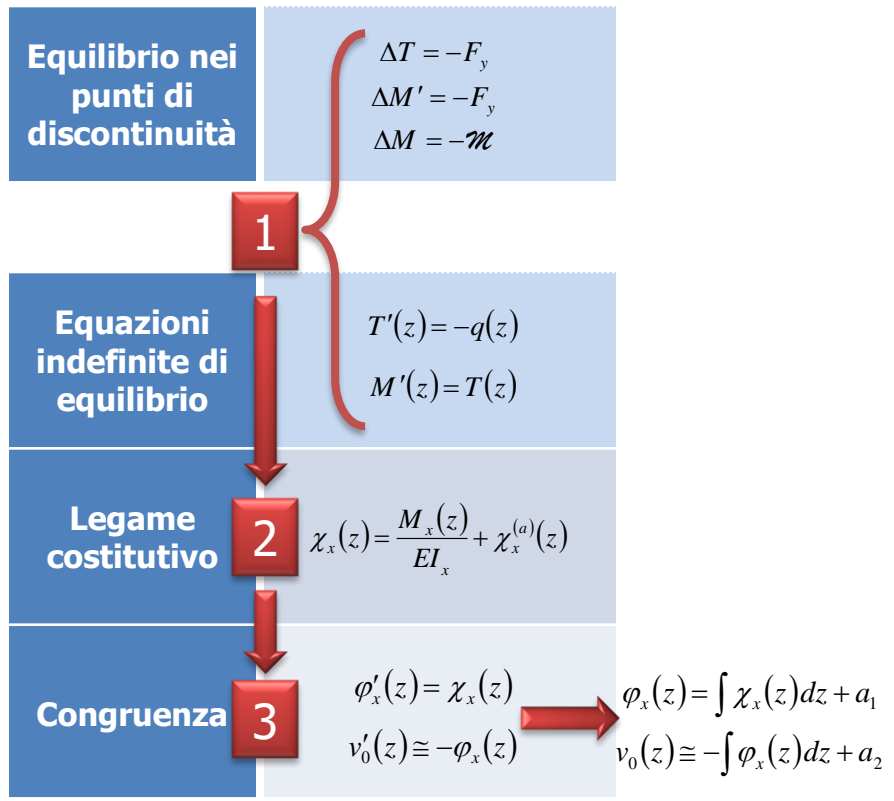 Equilibrio nei
punti di
discontinuità
ΔT = −F_y
ΔM′ = −F_y
ΔM = −𝓜
1
Equazioni
indefinite di
equilibrio
T′(z) = −q(z)
M′(z) = T(z)
Legame
costitutivo
2
χ_x(z) = M_x(z)/EI_x + χ_x^(a)(z)
Congruenza
3
φ′_x(z) = χ_x(z)
v′_0(z) ≅ −φ_x(z)
φ_x(z) = ∫ χ_x(z)dz + a_1
v_0(z) ≅ −∫ φ_x(z)dz + a_2